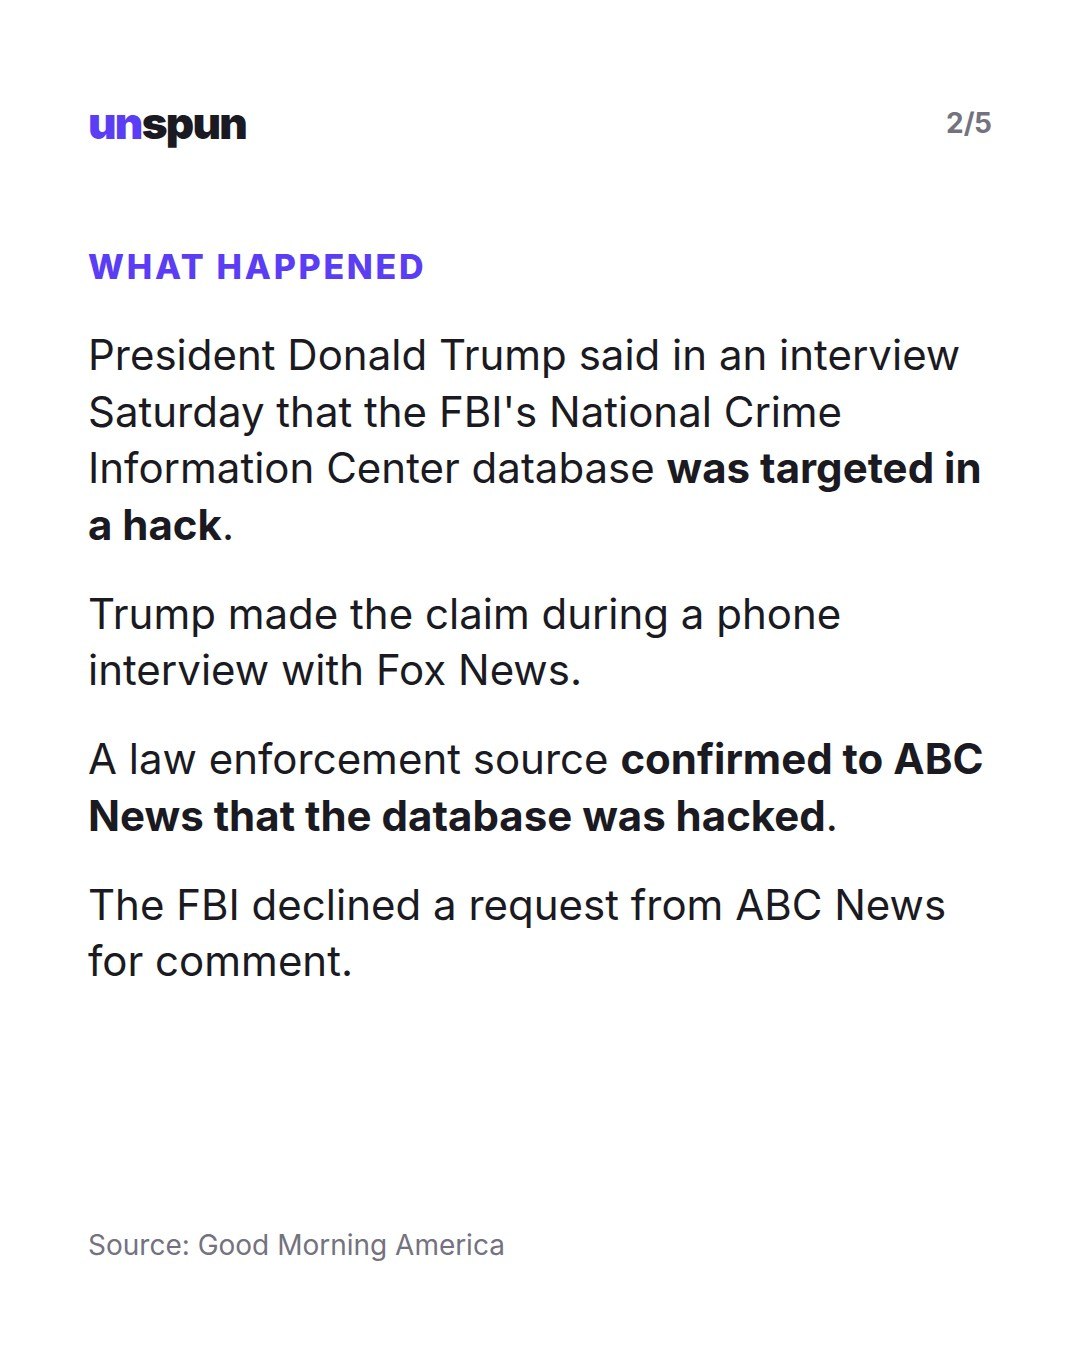 unspun
2/5
WHAT HAPPENED
President Donald Trump said in an interview
Saturday that the FBI's National Crime
Information Center database was targeted in
a hack.
Trump made the claim during a phone
interview with Fox News.
A law enforcement source confirmed to ABC
News that the database was hacked.
The FBI declined a request from ABC News
for comment.
Source: Good Morning America